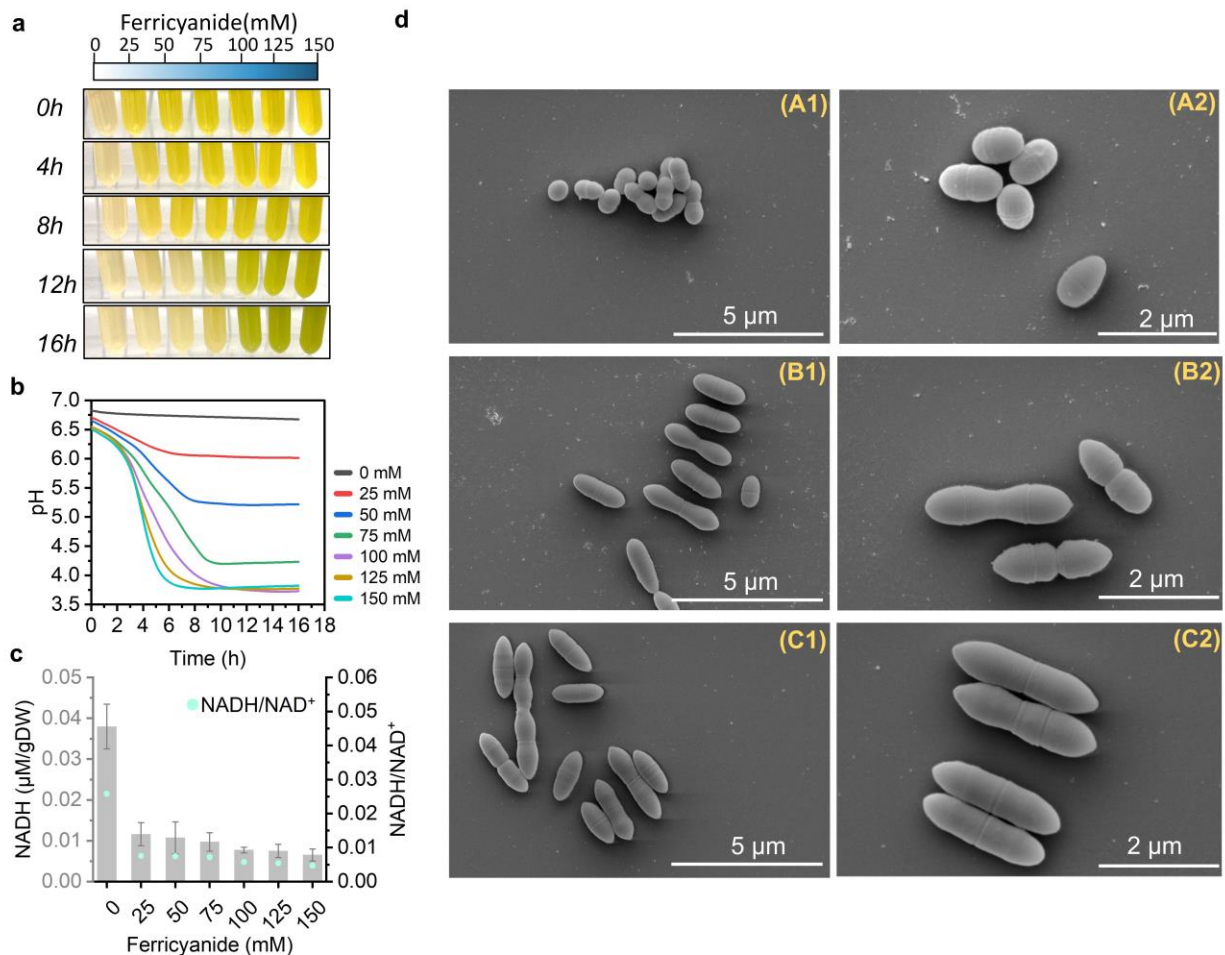 a
Ferricyanide(mM)
0 25 50 75 100 125 150
0h
4h
8h
12h
16h
b
7.0
6.5
6.0
5.5
5.0
4.5
4.0
3.5
pH
0 2 4 6 8 10 12 14 16 18
Time (h)
0 mM
25 mM
50 mM
75 mM
100 mM
125 mM
150 mM
c
0.05
0.04
0.03
0.02
0.01
0.00
NADH (µM/gDW)
NADH/NAD⁺
0.06
0.05
0.04
0.03
0.02
0.01
0.00
NADH/NAD⁺
0 25 50 75 100 125 150
Ferricyanide (mM)
d
(A1)
5 µm
(A2)
2 µm
(B1)
5 µm
(B2)
2 µm
(C1)
5 µm
(C2)
2 µm